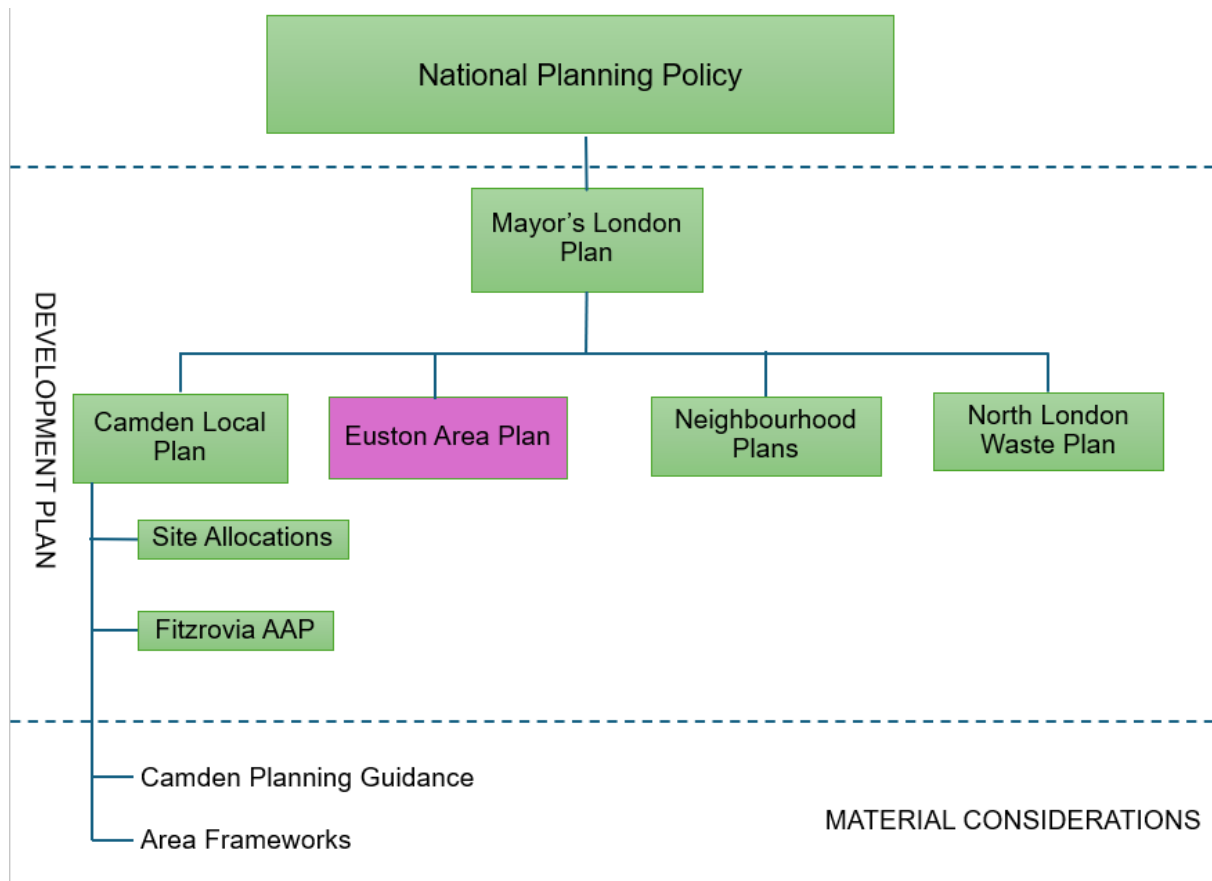 National Planning Policy
Mayor’s London
Plan
DEVELOPMENT PLAN
Camden Local
Plan
Euston Area Plan
Neighbourhood
Plans
North London
Waste Plan
Site Allocations
Fitzrovia AAP
Camden Planning Guidance
Area Frameworks
MATERIAL CONSIDERATIONS